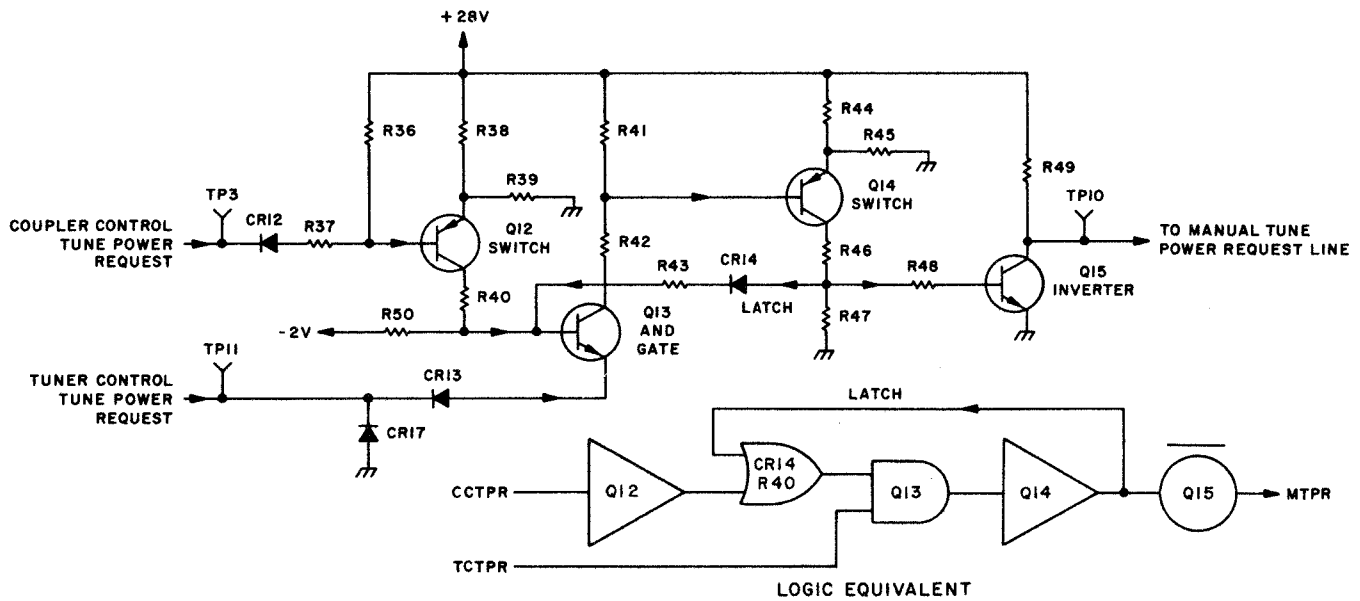 +28V
R36
R38
R41
R44
R45
R49
TP3
CR12
R37
R39
Q12
SWITCH
Q14
SWITCH
TP10
COUPLER CONTROL
TUNE POWER
REQUEST
TO MANUAL TUNE
POWER REQUEST LINE
R42
R46
R43
CR14
LATCH
R48
Q15
INVERTER
R40
R50
-2V
Q13
AND
GATE
R47
TP11
TUNER CONTROL
TUNE POWER
REQUEST
CR13
CR17
LATCH
CCTPR
Q12
CR14
R40
Q13
Q14
Q15
MTPR
TCTPR
LOGIC EQUIVALENT